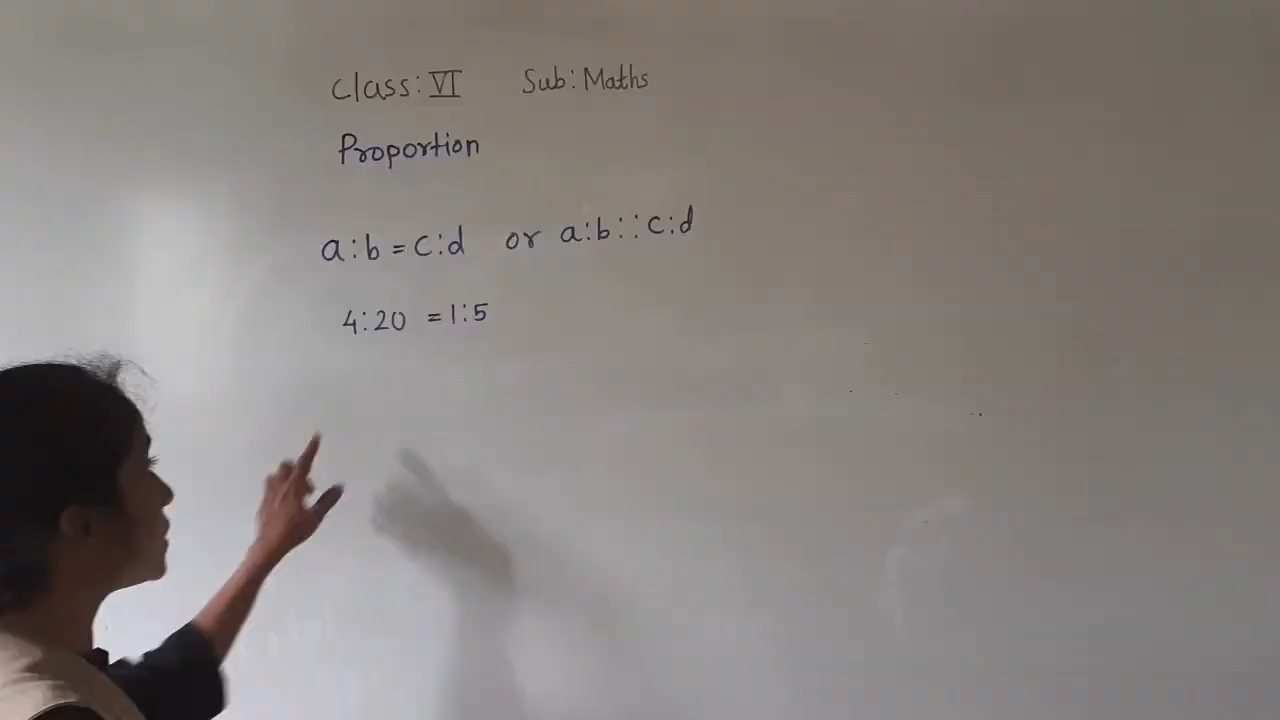 Class: VI Sub: Maths
Proportion
a:b = c:d or a:b::c:d
4:20 = 1:5